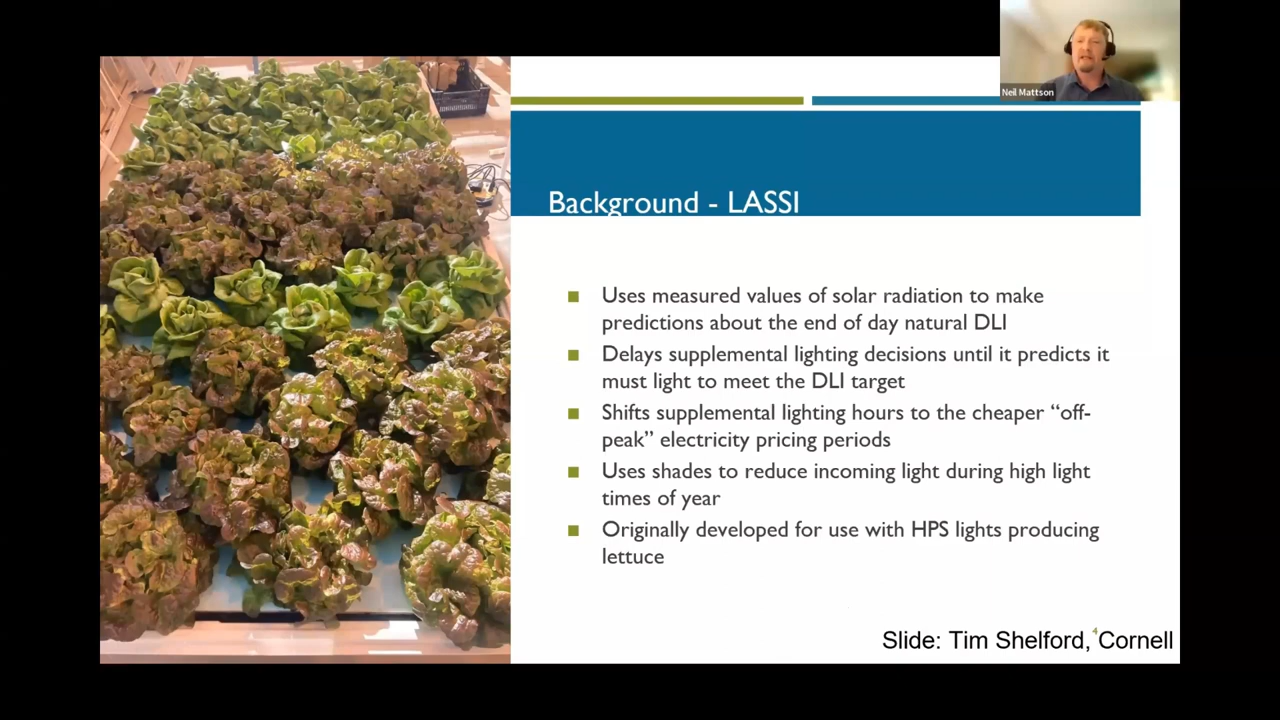 Neil Mattson
Background - LASSI
Uses measured values of solar radiation to make
predictions about the end of day natural DLI
Delays supplemental lighting decisions until it predicts it
must light to meet the DLI target
Shifts supplemental lighting hours to the cheaper “off-
peak” electricity pricing periods
Uses shades to reduce incoming light during high light
times of year
Originally developed for use with HPS lights producing
lettuce
4
Slide: Tim Shelford, Cornell